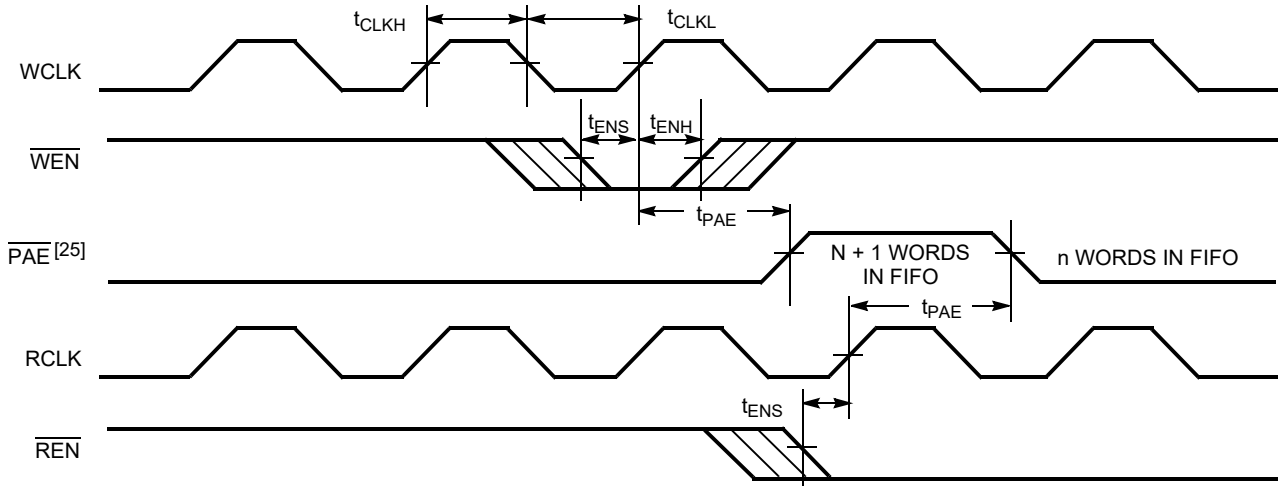 tCLKH
tCLKL
WCLK
tENS
tENH
WEN
tPAE
PAE [25]
N + 1 WORDS
IN FIFO
n WORDS IN FIFO
tPAE
RCLK
tENS
REN